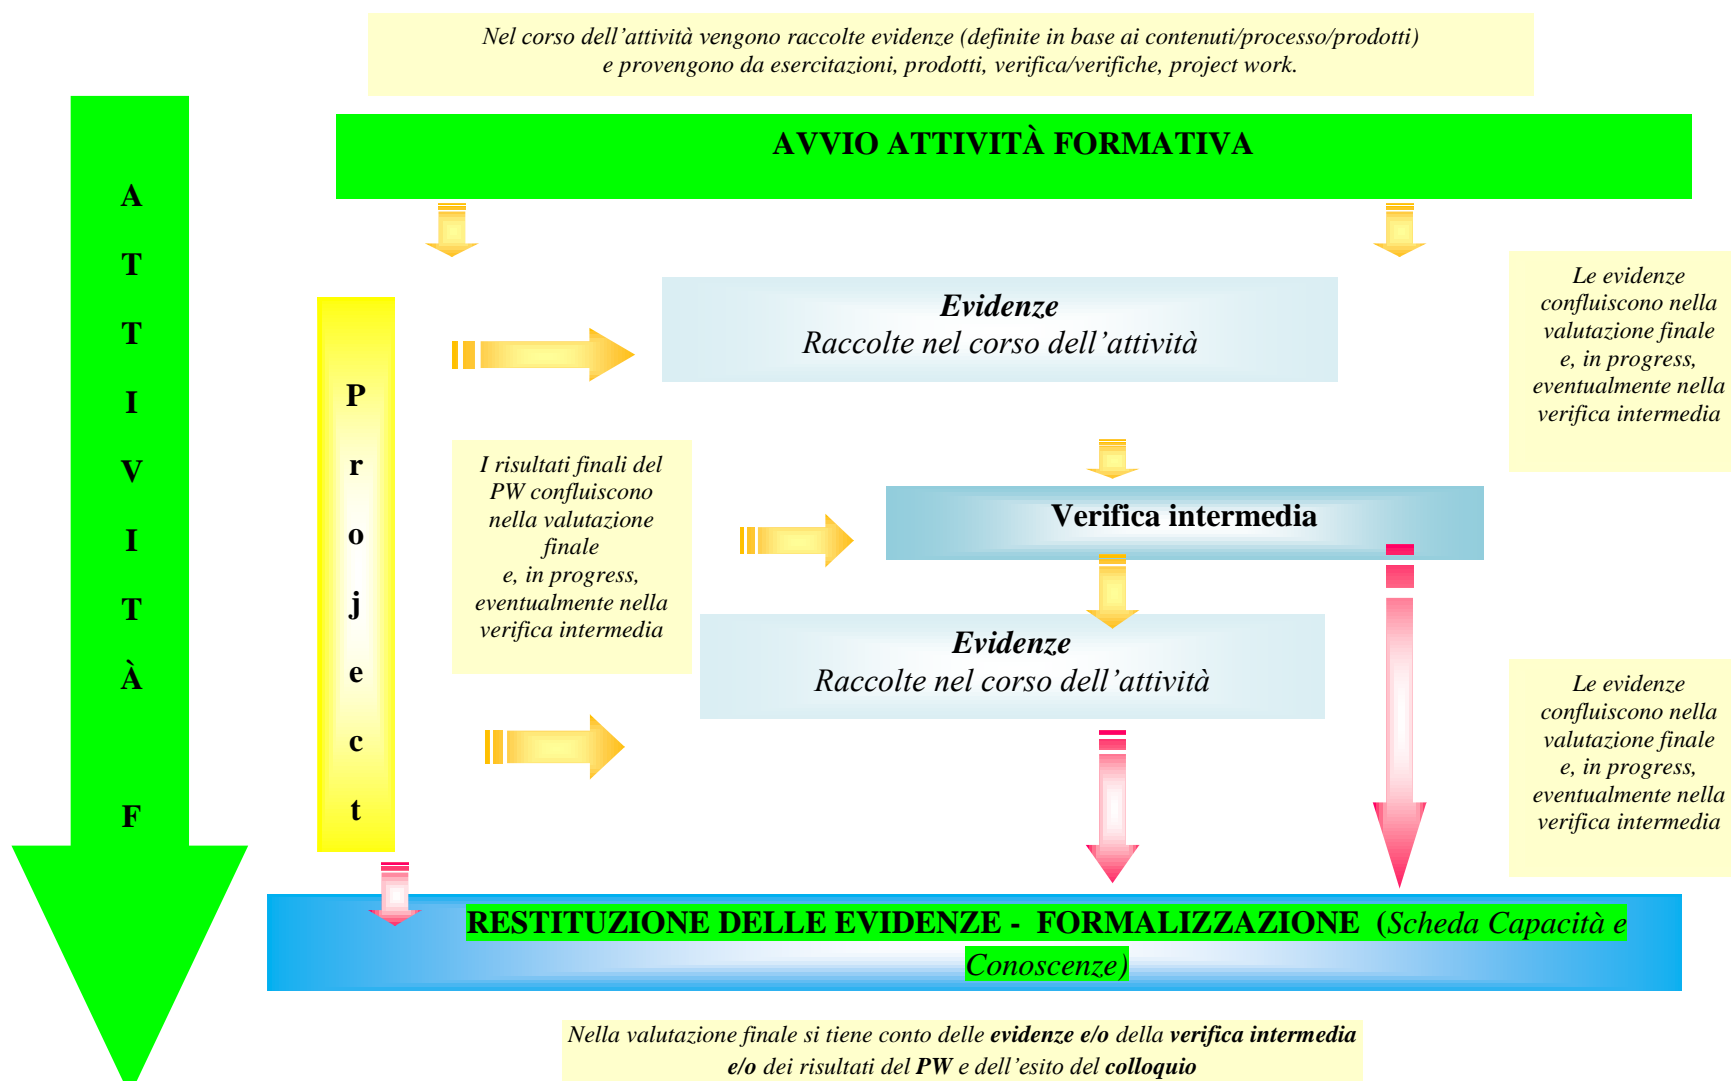 Nel corso dell’attività vengono raccolte evidenze (definite in base ai contenuti/processo/prodotti)
e provengono da esercitazioni, prodotti, verifica/verifiche, project work.
AVVIO ATTIVITÀ FORMATIVA
A
T
T
I
V
I
T
À
F
P
r
o
j
e
c
t
Evidenze
Raccolte nel corso dell’attività
Le evidenze
confluiscono nella
valutazione finale
e, in progress,
eventualmente nella
verifica intermedia
I risultati finali del
PW confluiscono
nella valutazione
finale
e, in progress,
eventualmente nella
verifica intermedia
Verifica intermedia
Evidenze
Raccolte nel corso dell’attività
Le evidenze
confluiscono nella
valutazione finale
e, in progress,
eventualmente nella
verifica intermedia
RESTITUZIONE DELLE EVIDENZE - FORMALIZZAZIONE (Scheda Capacità e
Conoscenze)
Nella valutazione finale si tiene conto delle evidenze e/o della verifica intermedia
e/o dei risultati del PW e dell’esito del colloquio